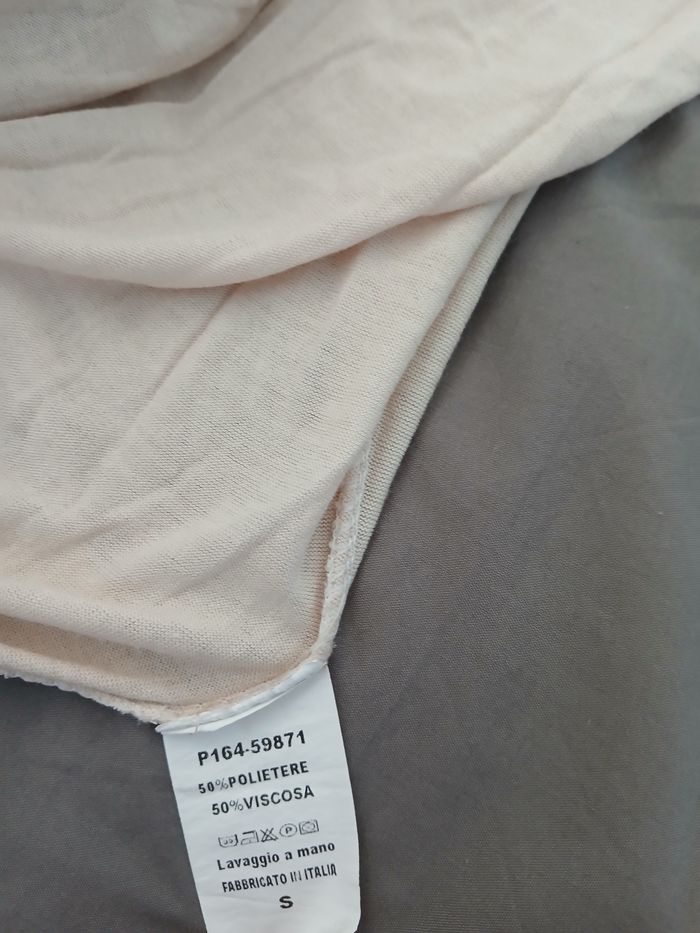 P164-59871
50%POLIETERE
50%VISCOSA
Lavaggio a mano
FABBRICATO IN ITALIA
S